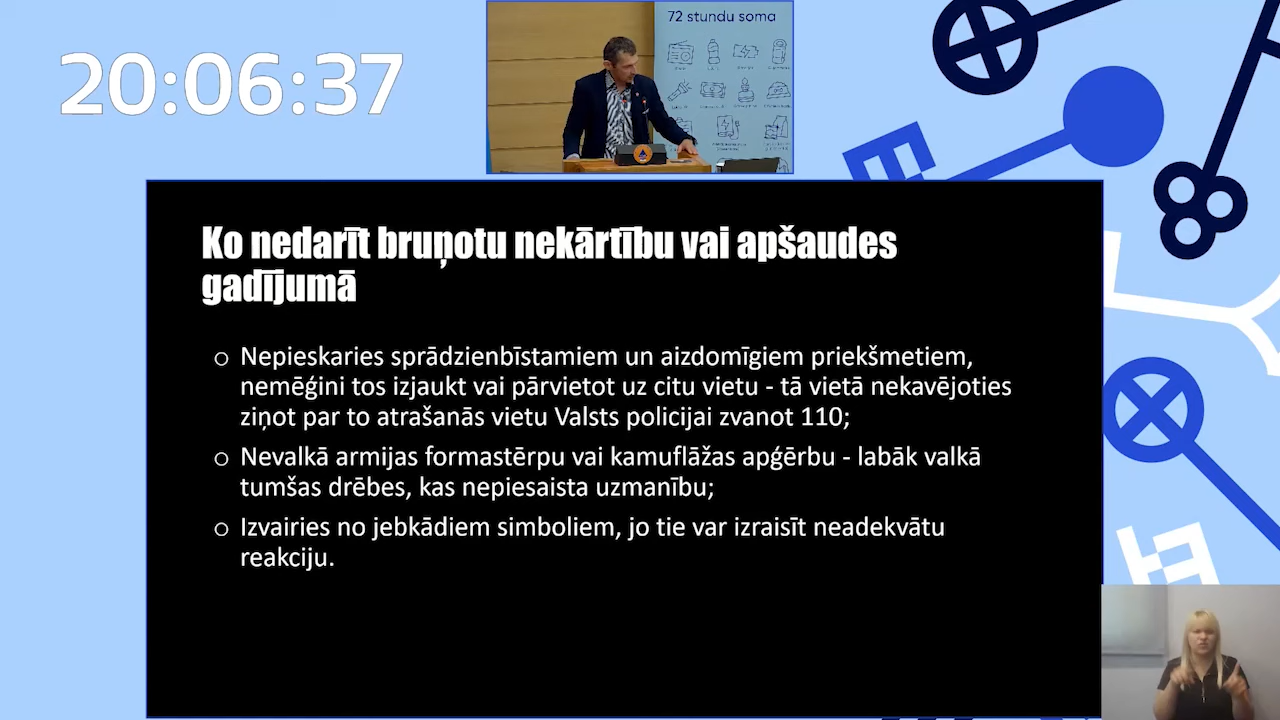 20:06:37
72 stundu soma
Ko nedarīt bruņotu nekārtību vai apšaudes
gadījumā
o Nepieskaries sprādzienbīstamiem un aizdomīgiem priekšmetiem,
nemēģini tos izjaukt vai pārvietot uz citu vietu - tā vietā nekavējoties
ziņot par to atrašanās vietu Valsts policijai zvanot 110;
o Nevalkā armijas formastērpu vai kamuflāžas apģērbu - labāk valkā
tumšas drēbes, kas nepiesaista uzmanību;
o Izvairies no jebkādiem simboliem, jo tie var izraisīt neadekvātu
reakciju.